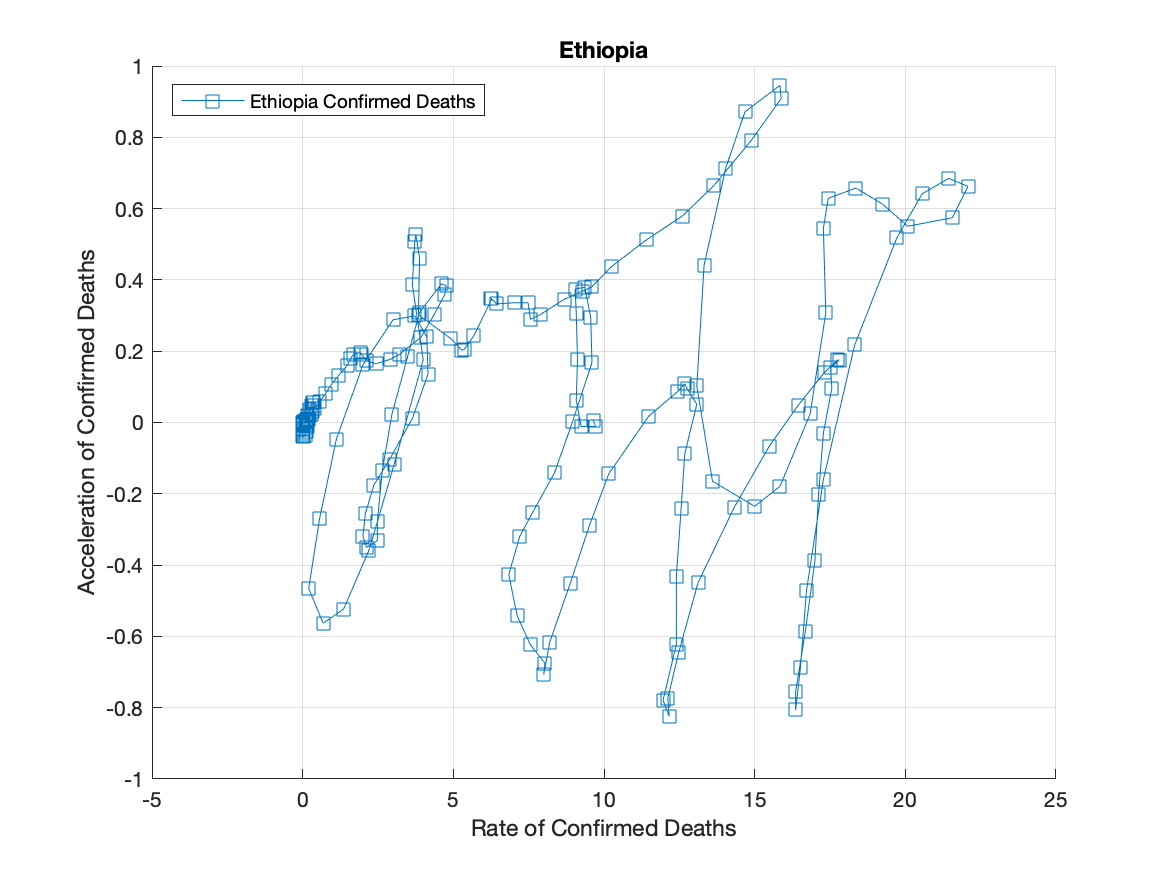 Ethiopia
Ethiopia Confirmed Deaths
1
0.8
0.6
0.4
0.2
0
-0.2
-0.4
-0.6
-0.8
-1
Acceleration of Confirmed Deaths
-5 0 5 10 15 20 25
Rate of Confirmed Deaths